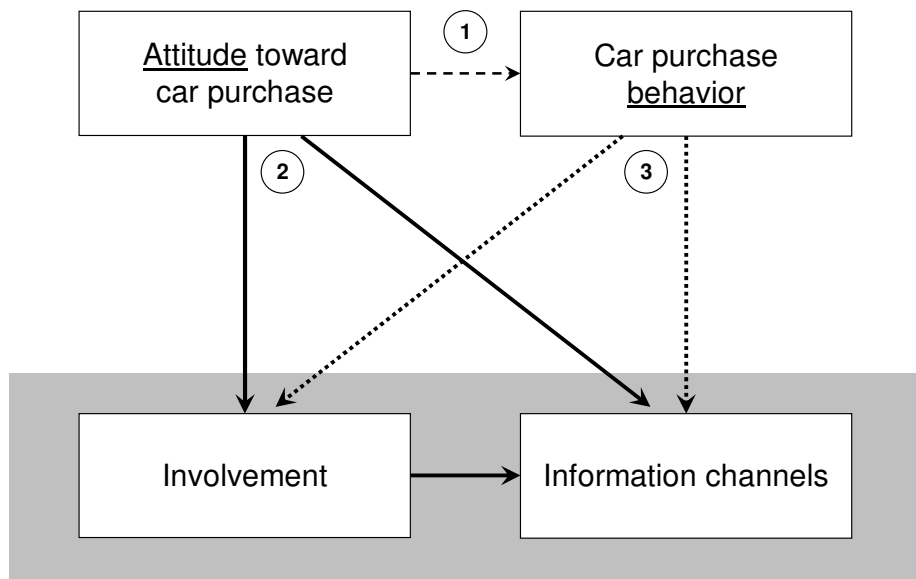 1
Attitude toward
car purchase
Car purchase
behavior
2
3
Involvement
Information channels